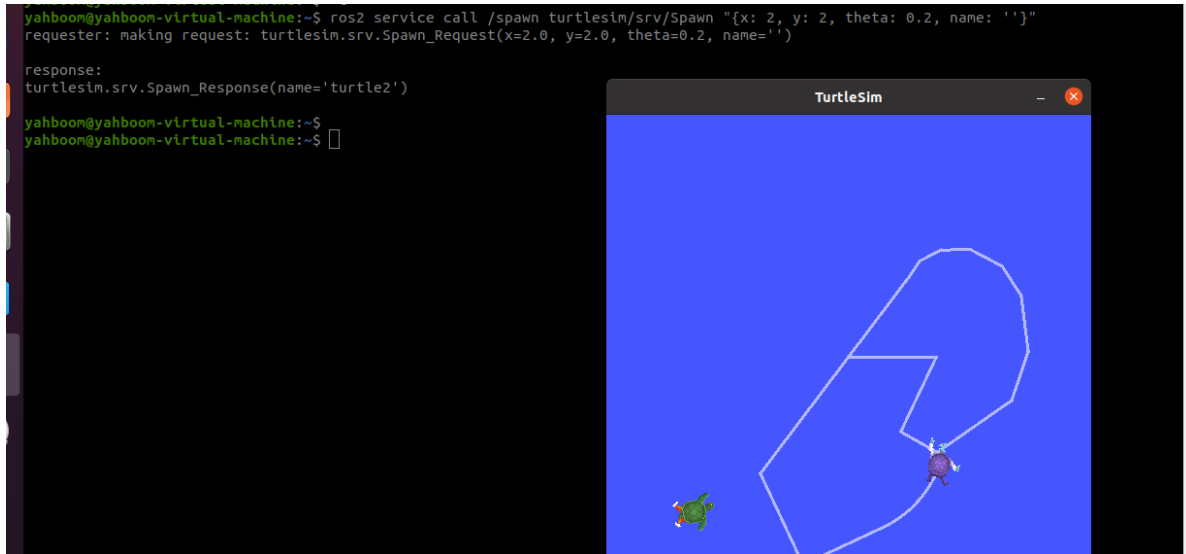 yahboom@yahboom-virtual-machine:~$ ros2 service call /spawn turtlesim/srv/Spawn "{x: 2, y: 2, theta: 0.2, name: ''}"
requester: making request: turtlesim.srv.Spawn_Request(x=2.0, y=2.0, theta=0.2, name='')
response:
turtlesim.srv.Spawn_Response(name='turtle2')
yahboom@yahboom-virtual-machine:~$
yahboom@yahboom-virtual-machine:~$
TurtleSim